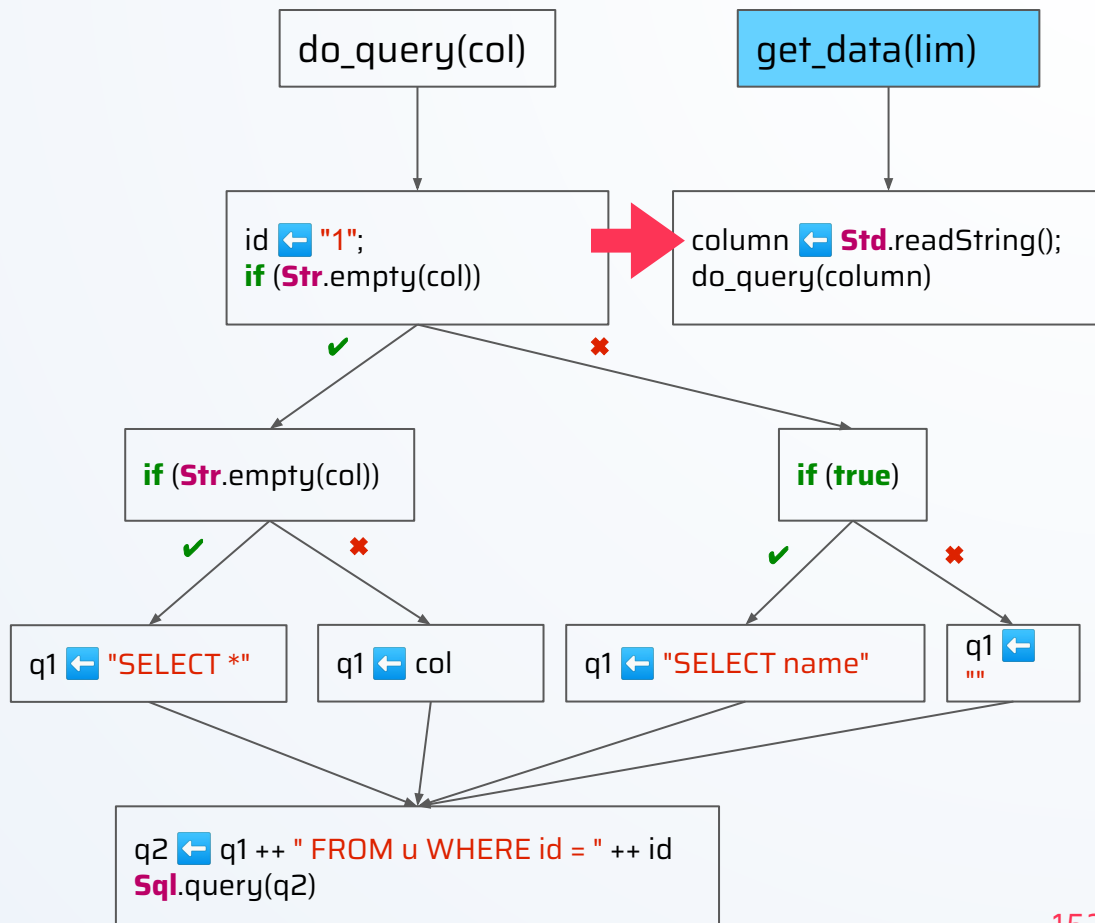 do_query(col)
get_data(lim)
id ⬅ "1";
if (Str.empty(col))
column ⬅ Std.readString();
do_query(column)
✔
✖
if (Str.empty(col))
if (true)
✔
✖
✔
✖
q1 ⬅ "SELECT *"
q1 ⬅ col
q1 ⬅ "SELECT name"
q1 ⬅
""
q2 ⬅ q1 ++ " FROM u WHERE id = " ++ id
Sql.query(q2)